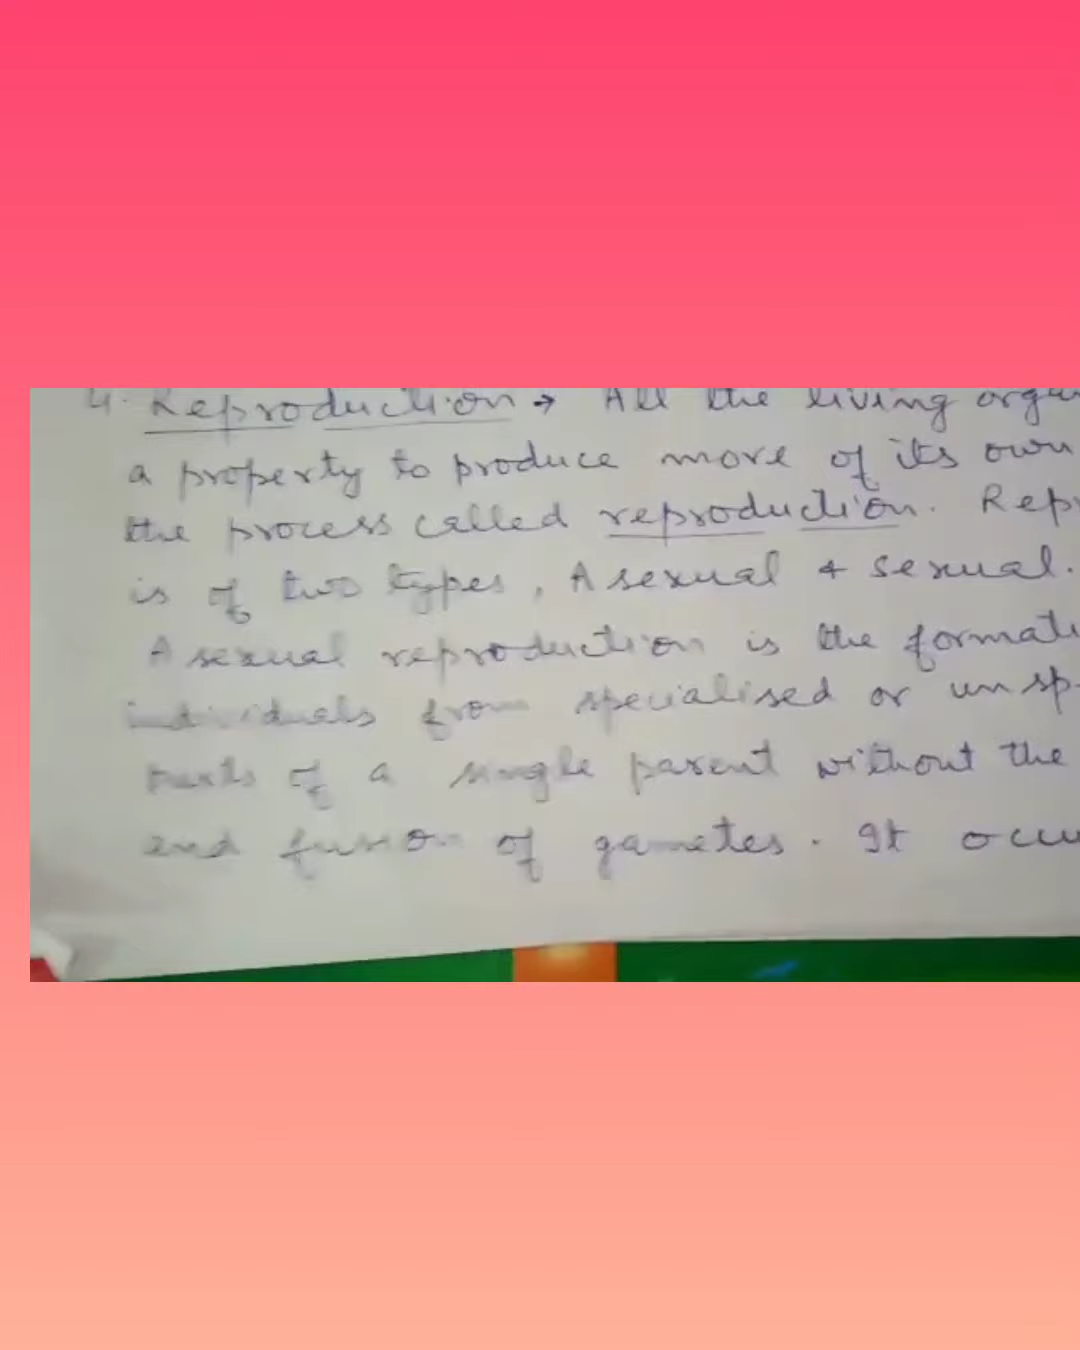 4. Reproduction → All the living orga
a property to produce more of its own
the process called reproduction. Rep
is of two types, Asexual & sexual.
Asexual reproduction is the formati
individuals from specialised or unsp
parts of a single parent without the
and fusion of gametes. It occu